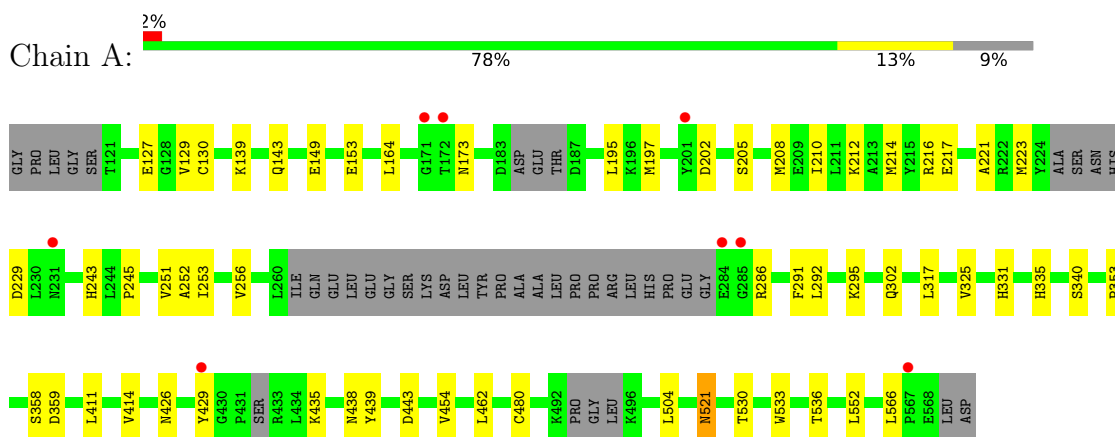 2%
Chain A:
78% 13% 9%
GLY PRO LEU GLY SER T121 E127 G128 V129 C130 K139 Q143 E149 E153 L164 G171 T172 N173 D183 ASP GLU THR D187 L195 K196 M197 Y201 D202 S205 M208 E209 I210 L211 K212 A213 M214 Y215 R216 E217 A221 R222 M223 Y224 ALA SER ASN HIS
D229 L230 N231 H243 L244 P245 V251 A252 I253 V256 L260 ILE GLN GLU LEU GLU GLY SER LYS ASP LEU TYR PRO ALA ALA LEU PRO PRO ARG LEU HIS PRO GLU GLY E284 G285 R286 F291 L292 K295 Q302 L317 V325 H331 H335 S340
S358 D359 L411 V414 N426 Y429 G430 P431 SER R433 L434 K435 N438 Y439 D443 V454 L462 C480 K492 PRO GLY LEU K496 L504 N521 T530 W533 T536 L552 L566 P567 E568 LEU ASP